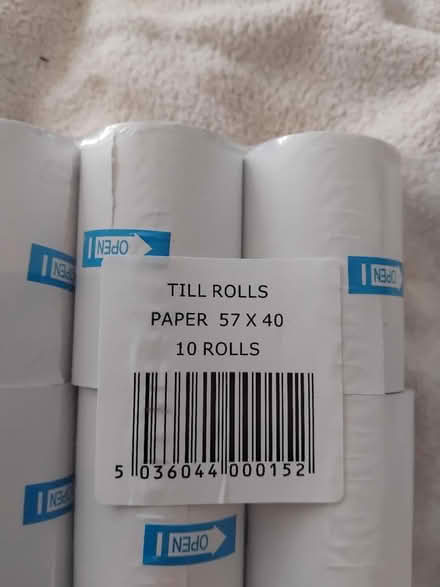 OPEN
OPEN
OPEN
TILL ROLLS
PAPER 57 X 40
10 ROLLS
5 036044 000152
OPEN
OPEN